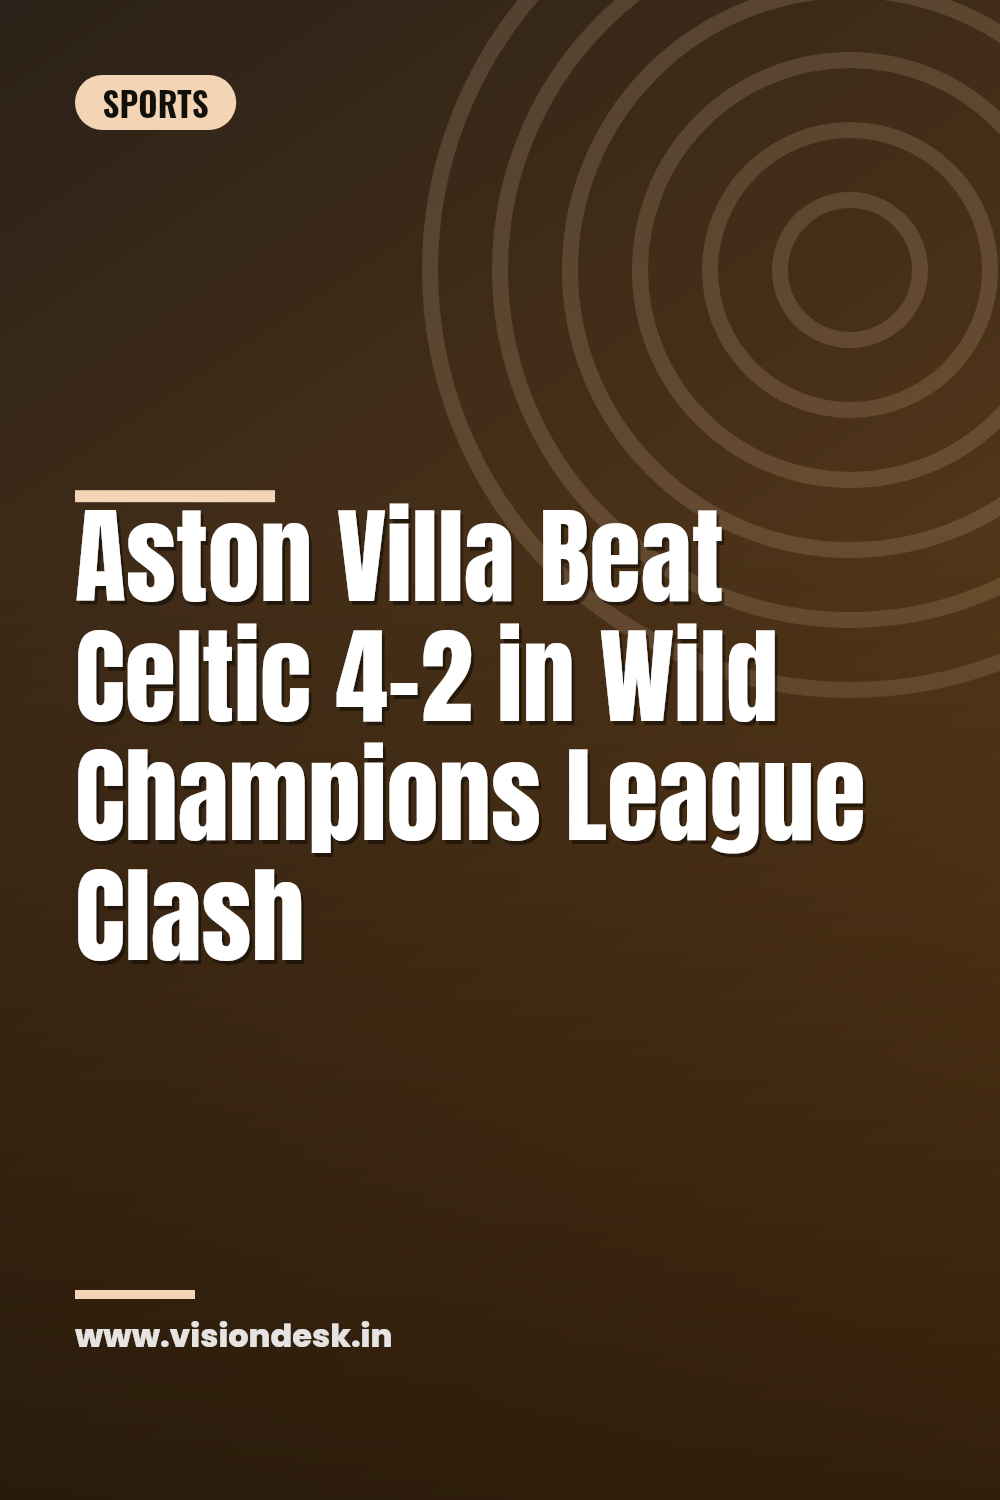 SPORTS
Aston Villa Beat
Celtic 4-2 in Wild
Champions League
Clash
www.visiondesk.in